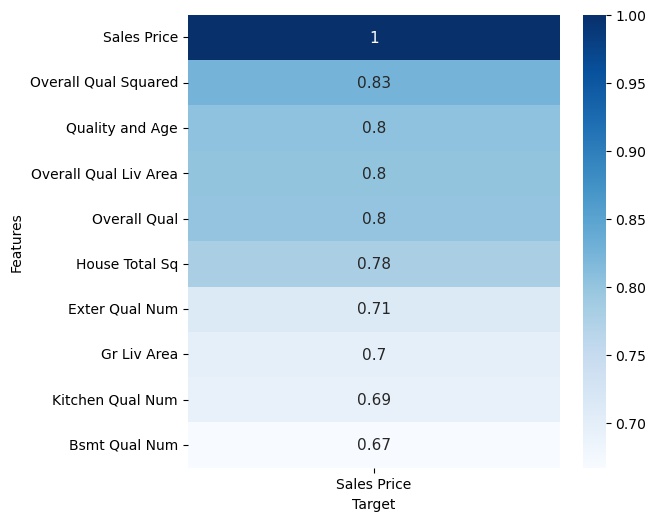 Sales Price 1
Overall Qual Squared 0.83
Quality and Age 0.8
Overall Qual Liv Area 0.8
Overall Qual 0.8
House Total Sq 0.78
Exter Qual Num 0.71
Gr Liv Area 0.7
Kitchen Qual Num 0.69
Bsmt Qual Num 0.67
Features
Sales Price
Target
1.00
0.95
0.90
0.85
0.80
0.75
0.70